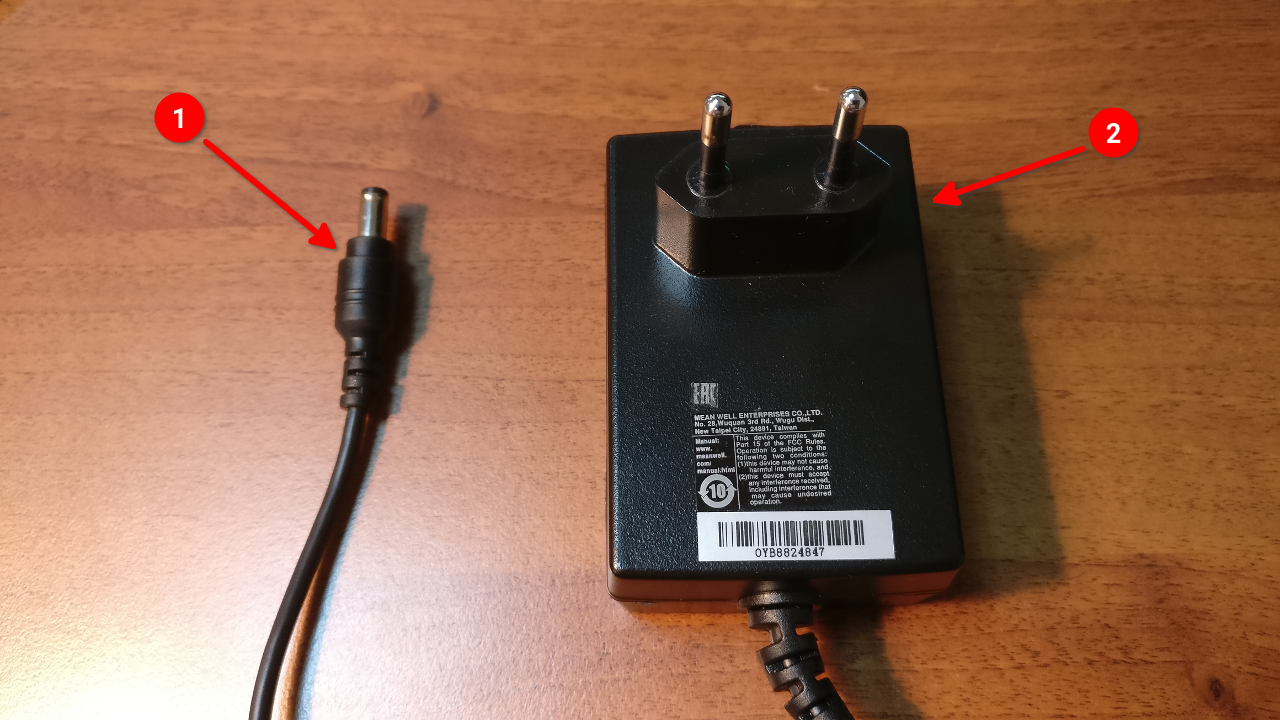 1
2
EAC
MEAN WELL ENTERPRISES CO.,LTD.
No. 28,Wuquan 3rd Rd., Wugu Dist.,
New Taipei City, 24891, Taiwan
Manual:
www.
meanwell.
com/
manual.html
10
This device complies with
Part 15 of the FCC Rules.
Operation is subject to the
following two conditions:
(1)this device may not cause
harmful interference, and
(2)this device must accept
any interference received,
including interference that
may cause undesired
operation.
OYB8824847